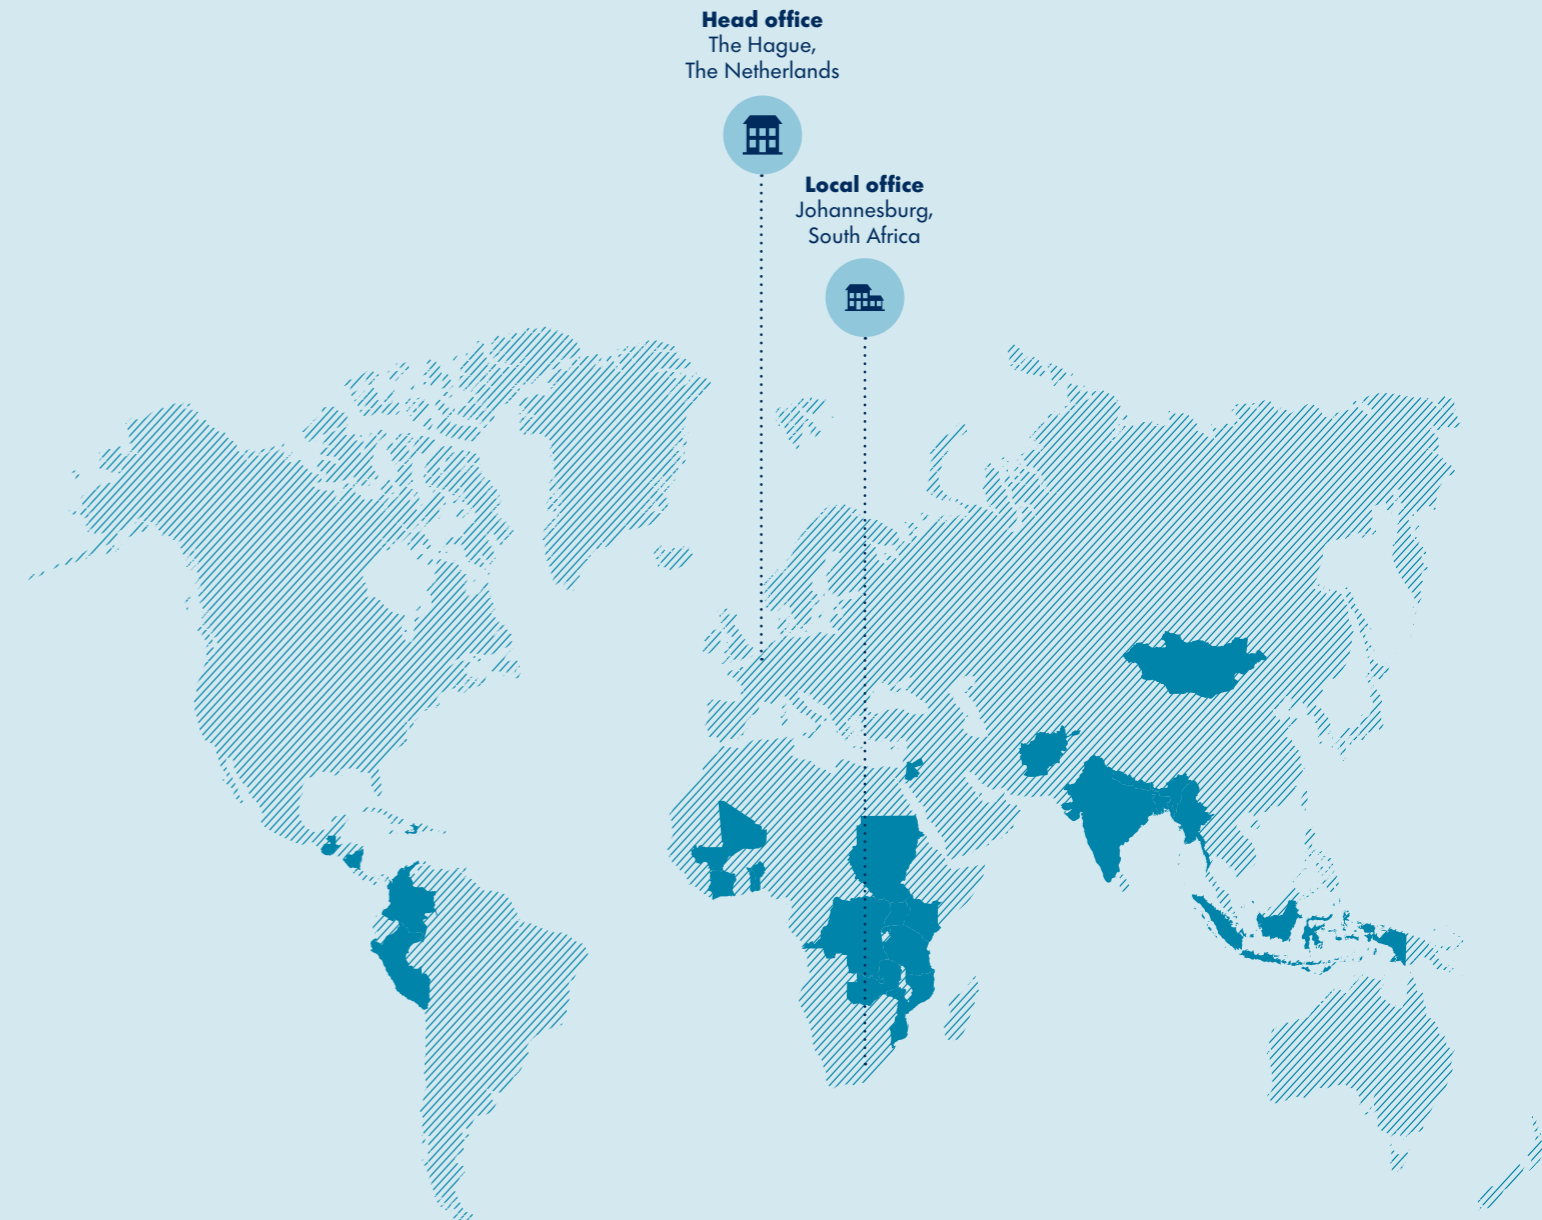 Head office
The Hague,
The Netherlands
Local office
Johannesburg,
South Africa